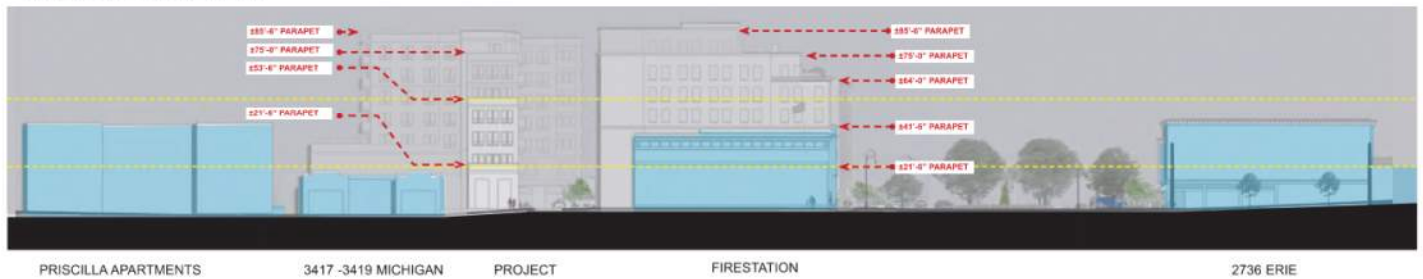 ±85'-6" PARAPET
±75'-0" PARAPET
±53'-6" PARAPET
±21'-6" PARAPET
±85'-6" PARAPET
±75'-0" PARAPET
±64'-0" PARAPET
±41'-6" PARAPET
±21'-6" PARAPET
PRISCILLA APARTMENTS
3417 -3419 MICHIGAN
PROJECT
FIRESTATION
2736 ERIE